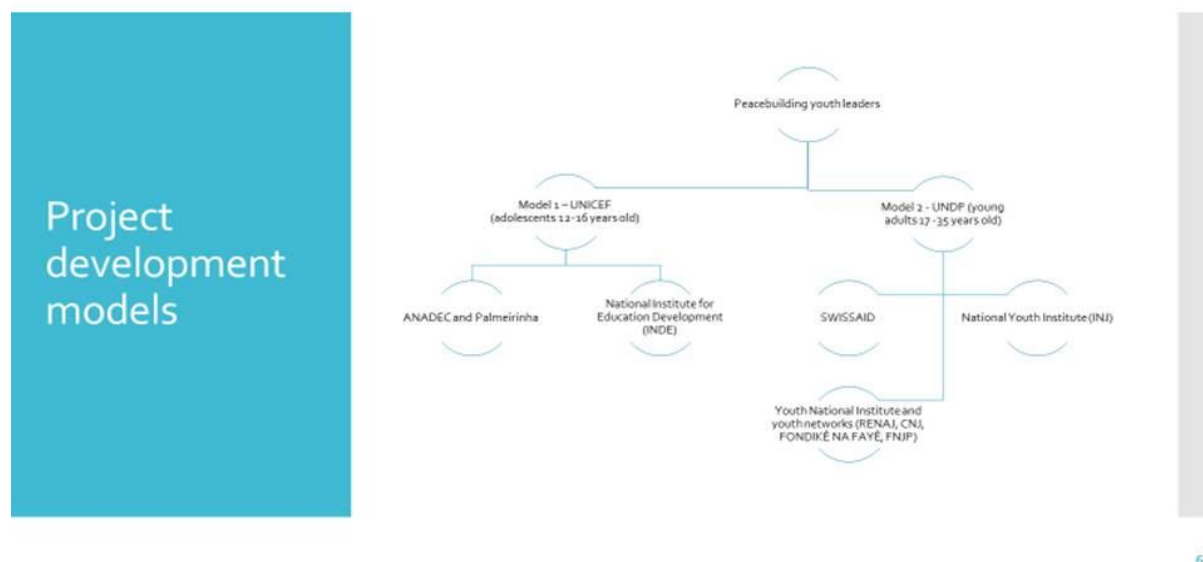 Project
development
models
Peacebuilding youth leaders
Model 1 – UNICEF
(adolescents 12-16 years old)
Model 2 - UNDP (young
adults 17 -35 years old)
ANADEC and Palmeirinha
National Institute for
Education Development
(INDE)
SWISSAID
National Youth Institute (INJ)
Youth National Institute and
youth networks (RENAJ, CNJ,
FONDIKÉ NA FAYÉ, FNJP)